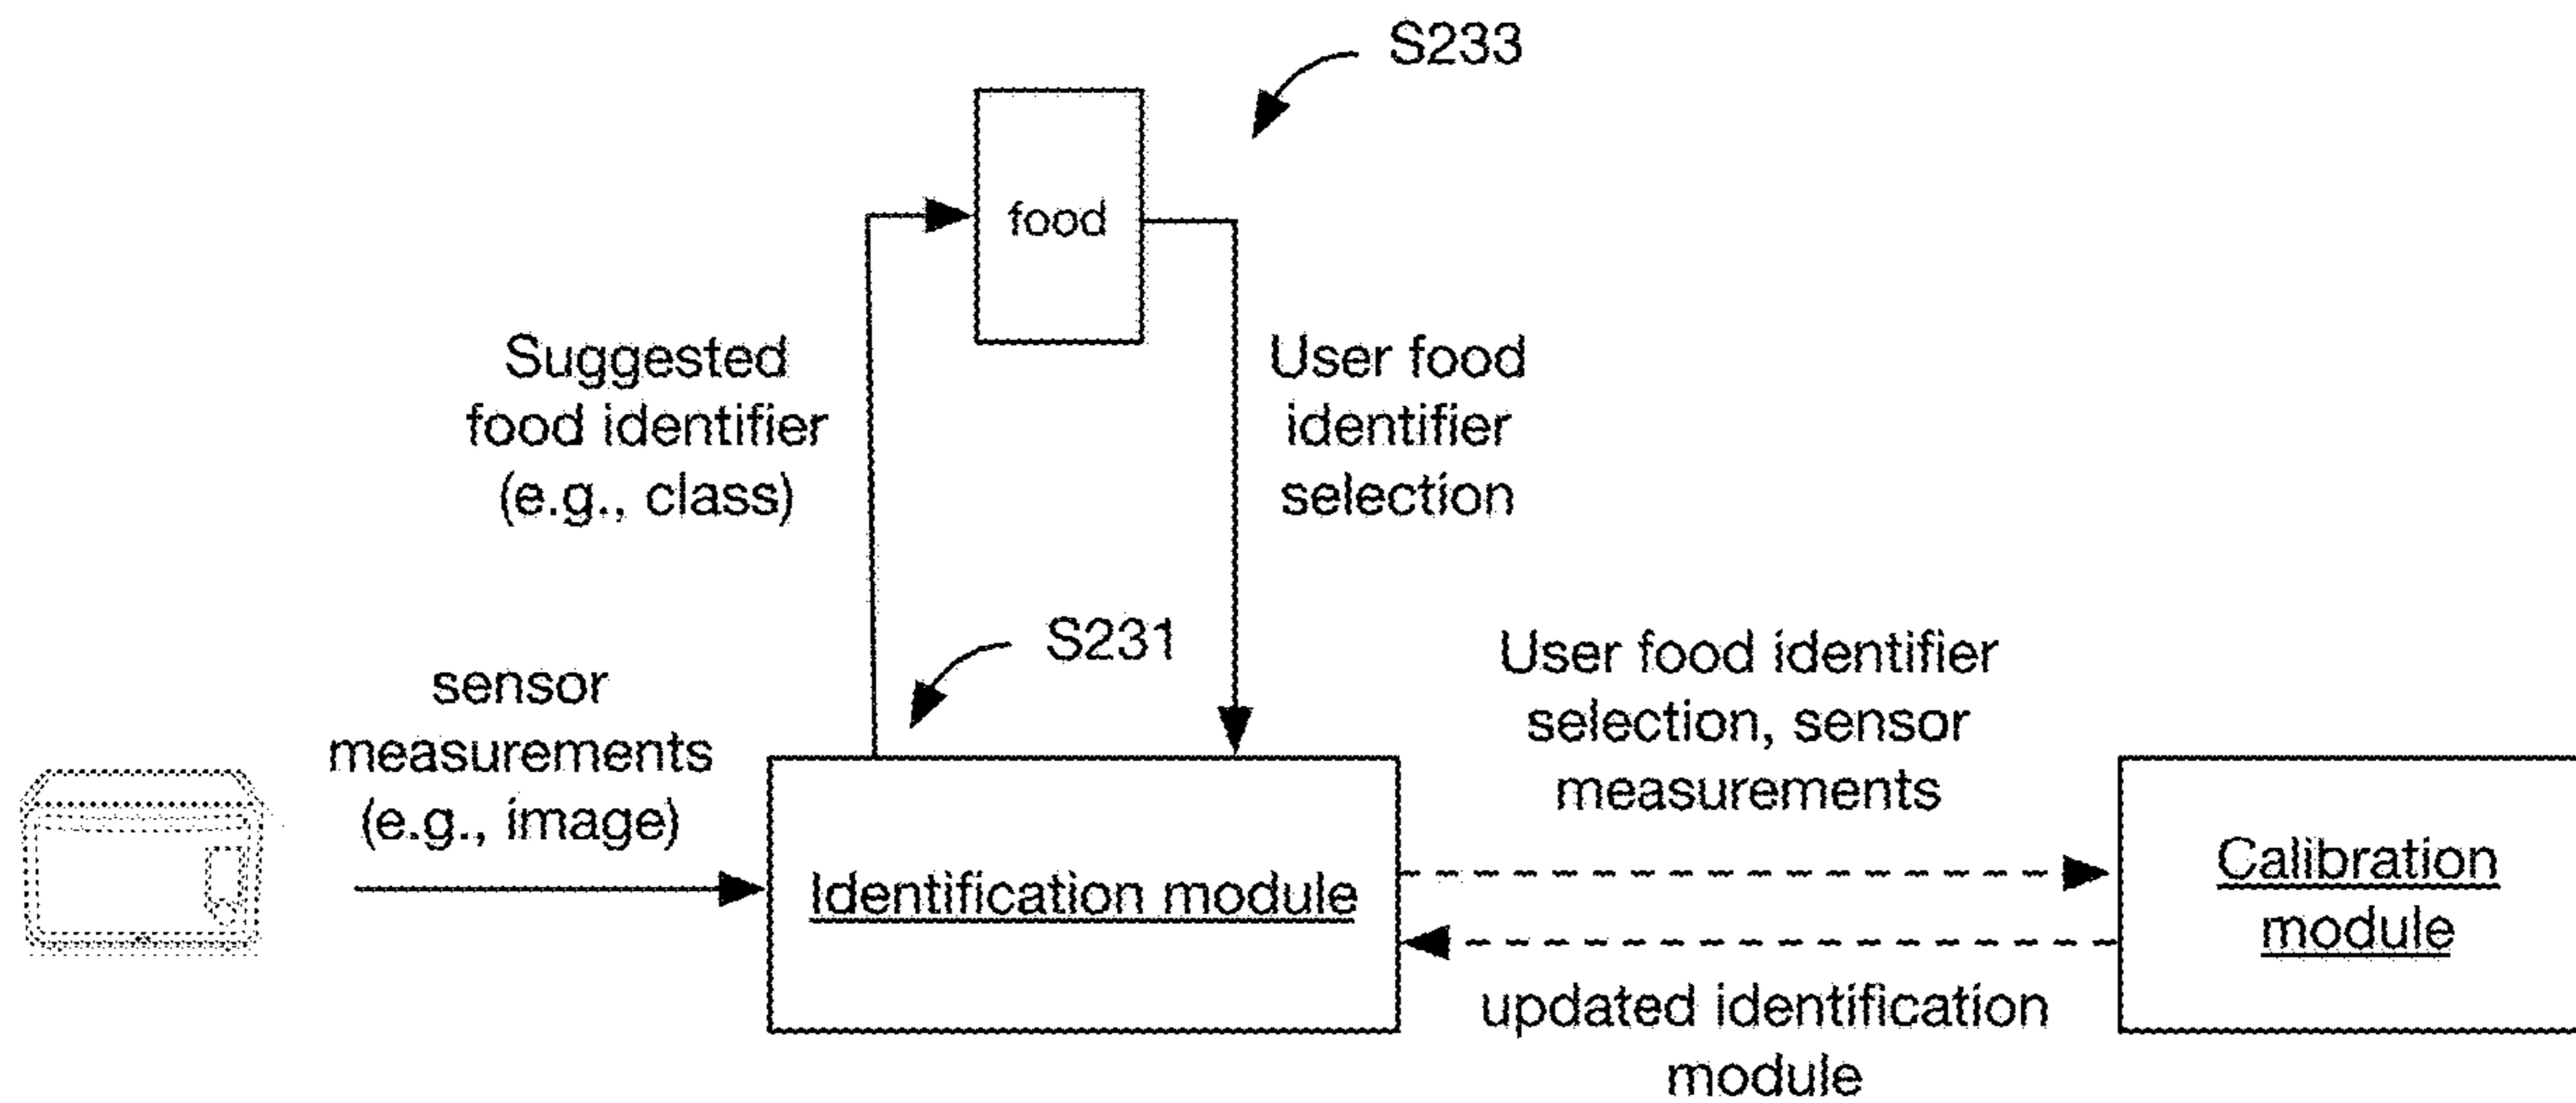 S233
food
Suggested
food identifier
(e.g., class)
User food
identifier
selection
S231
sensor
measurements
(e.g., image)
User food identifier
selection, sensor
measurements
Identification module
Calibration
module
updated identification
module